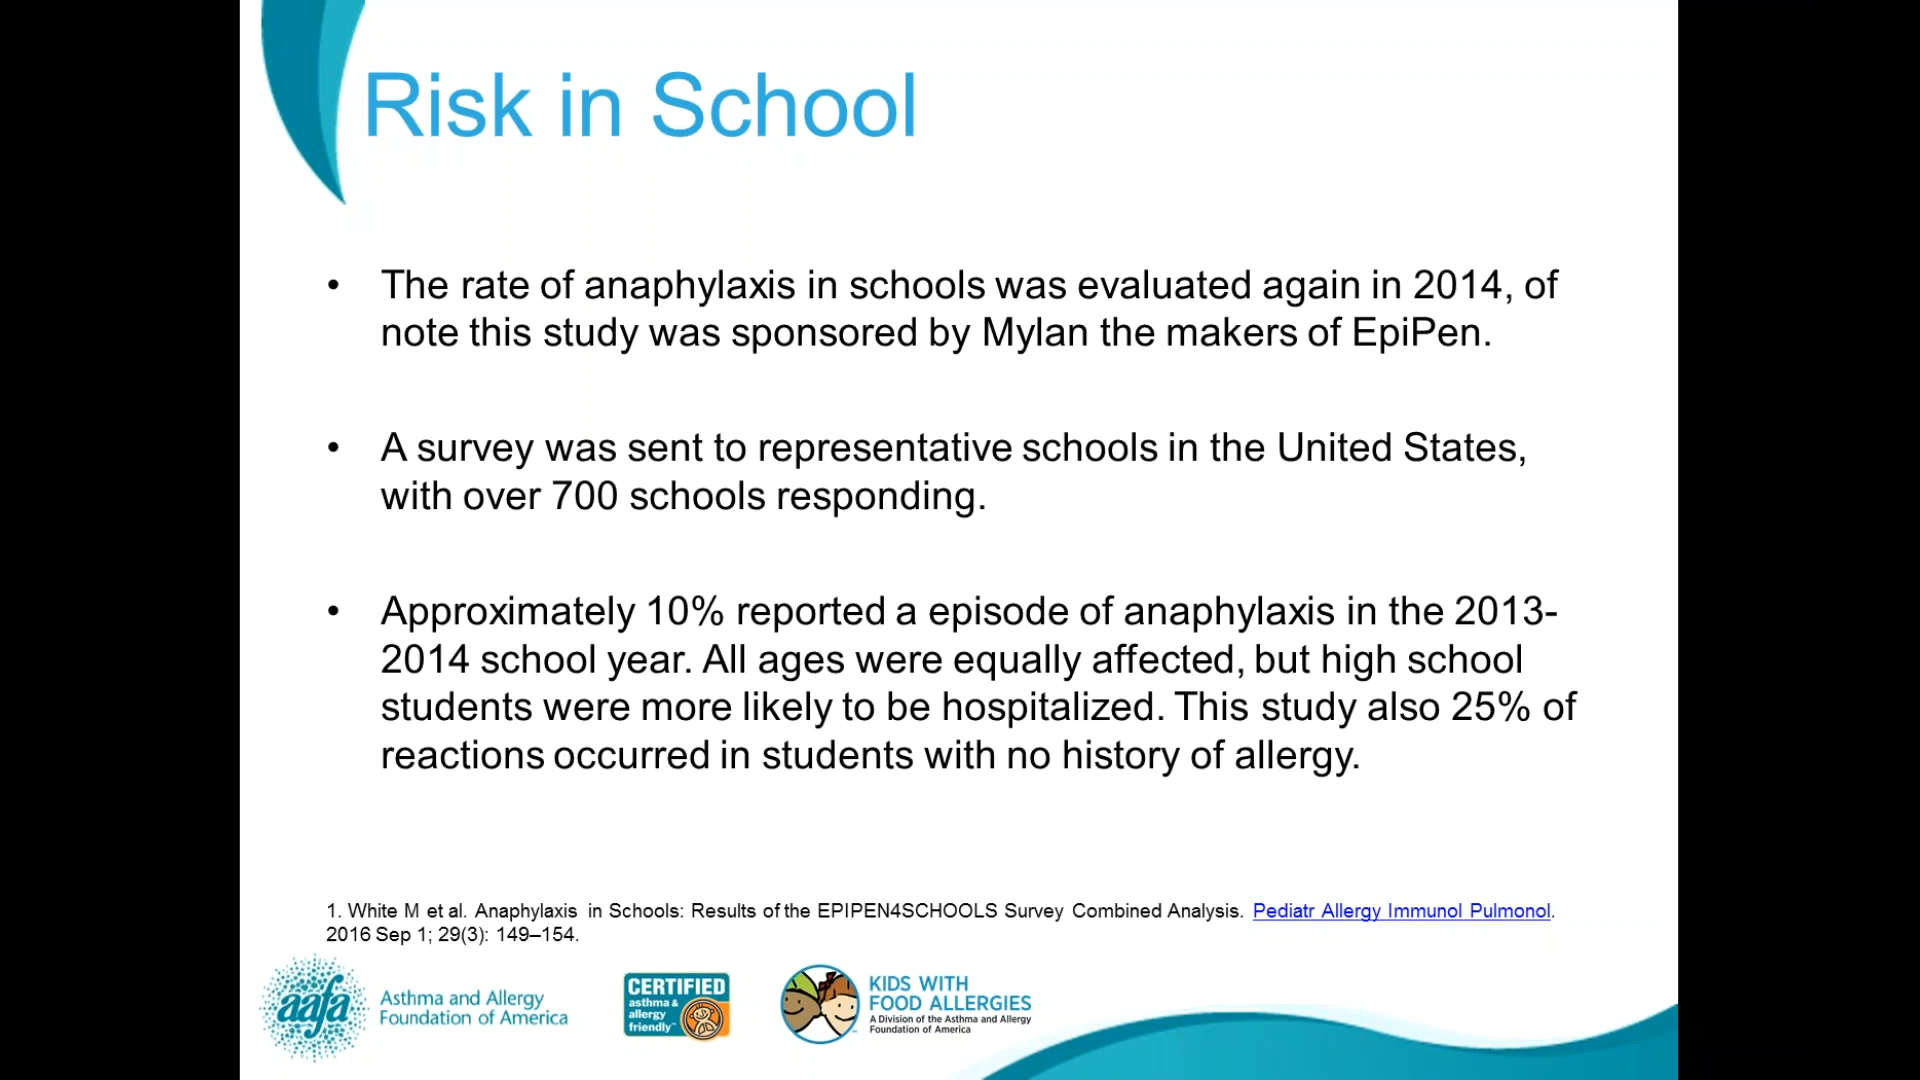 Risk in School
• The rate of anaphylaxis in schools was evaluated again in 2014, of
note this study was sponsored by Mylan the makers of EpiPen.
• A survey was sent to representative schools in the United States,
with over 700 schools responding.
• Approximately 10% reported a episode of anaphylaxis in the 2013-
2014 school year. All ages were equally affected, but high school
students were more likely to be hospitalized. This study also 25% of
reactions occurred in students with no history of allergy.
1. White M et al. Anaphylaxis in Schools: Results of the EPIPEN4SCHOOLS Survey Combined Analysis. Pediatr Allergy Immunol Pulmonol.
2016 Sep 1; 29(3): 149–154.
aafa
Asthma and Allergy
Foundation of America
CERTIFIED
asthma &
allergy
friendly™
KIDS WITH
FOOD ALLERGIES
A Division of the Asthma and Allergy
Foundation of America